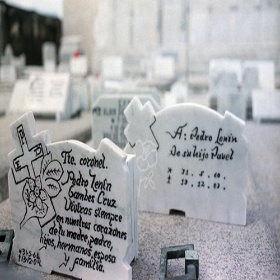 Tte. coronel.
Pedro Lenin
Gambes Cruz
Vivirás siempre
en nuestros corazones
de tu madre, padre,
hijos, hermanos, esposa
y familia.
A: Pedro Lenin
De su hijo Pavel